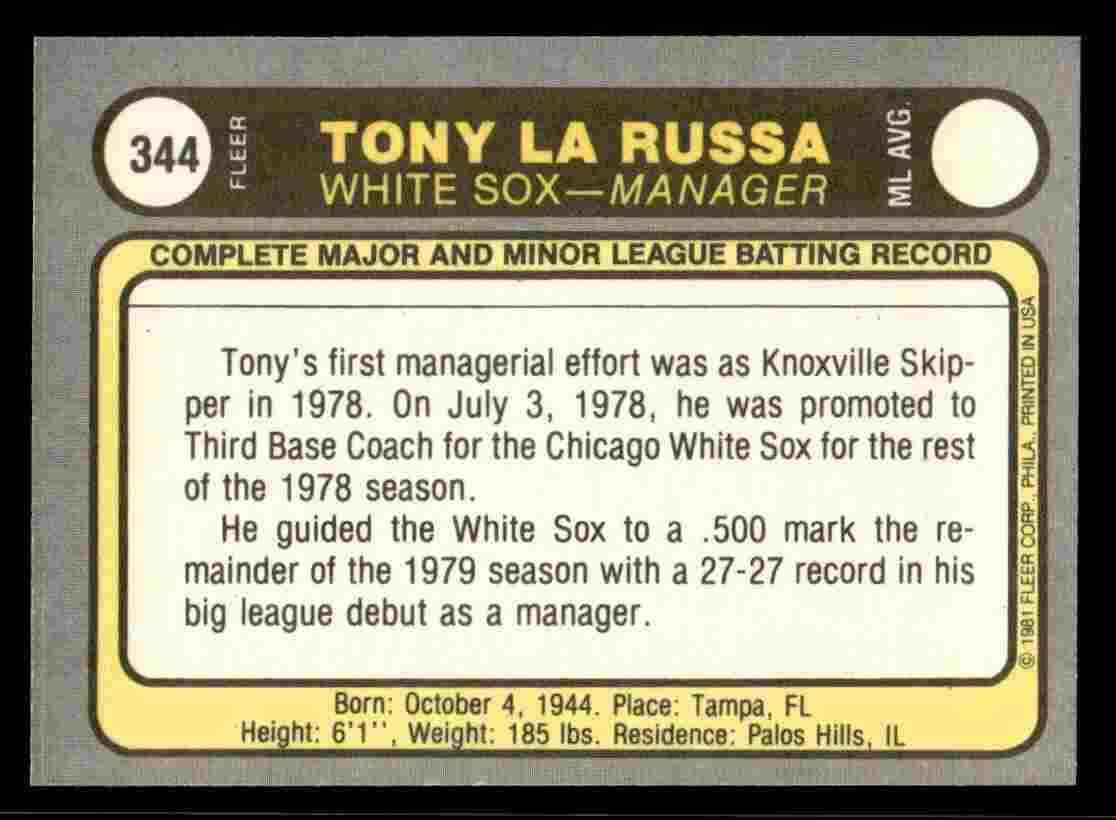 344
FLEER
TONY LA RUSSA
WHITE SOX—MANAGER
ML AVG.
COMPLETE MAJOR AND MINOR LEAGUE BATTING RECORD
Tony's first managerial effort was as Knoxville Skip-
per in 1978. On July 3, 1978, he was promoted to
Third Base Coach for the Chicago White Sox for the rest
of the 1978 season.
He guided the White Sox to a .500 mark the re-
mainder of the 1979 season with a 27-27 record in his
big league debut as a manager.
© 1981 FLEER CORP., PHILA., PRINTED IN USA
Born: October 4, 1944. Place: Tampa, FL
Height: 6'1'', Weight: 185 lbs. Residence: Palos Hills, IL